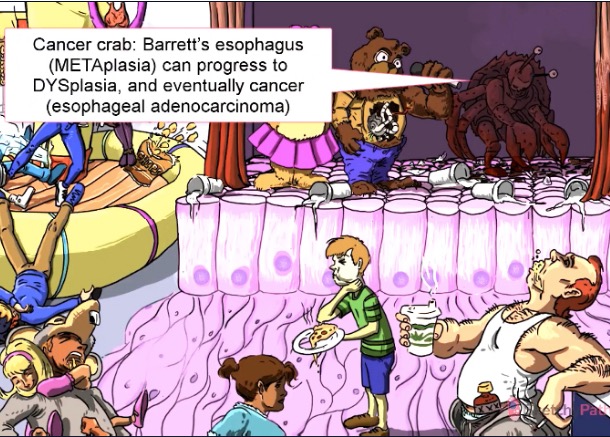 Cancer crab: Barrett's esophagus
(METAplasia) can progress to
DYSplasia, and eventually cancer
(esophageal adenocarcinoma)